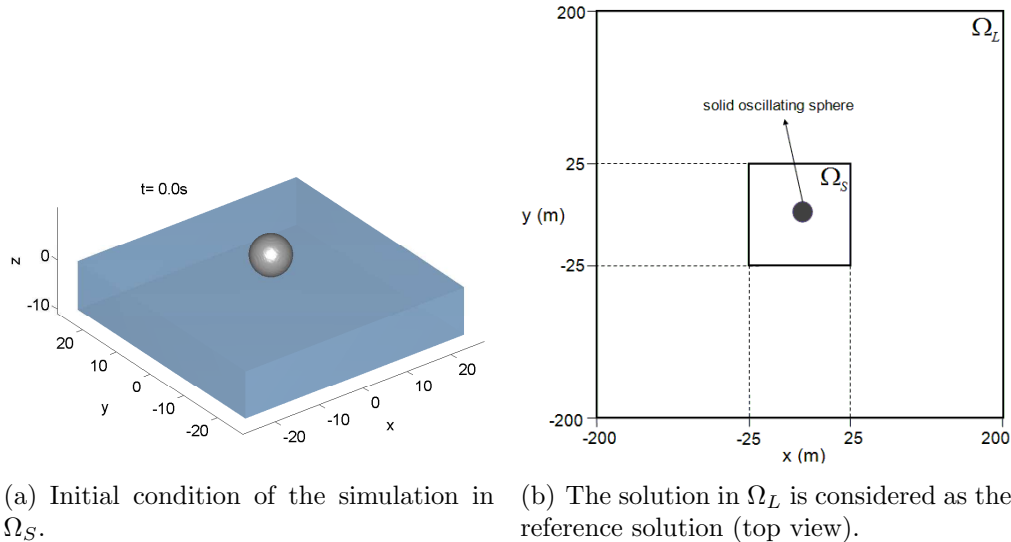 t= 0.0s
z
0
-10
20
10
0
-10
-20
y
-20
-10
0
10
20
x
(a) Initial condition of the simulation in
Ω_S.
200
Ω_L
solid oscillating sphere
25
Ω_S
y (m)
-25
-200
-200
-25
25
200
x (m)
(b) The solution in Ω_L is considered as the
reference solution (top view).